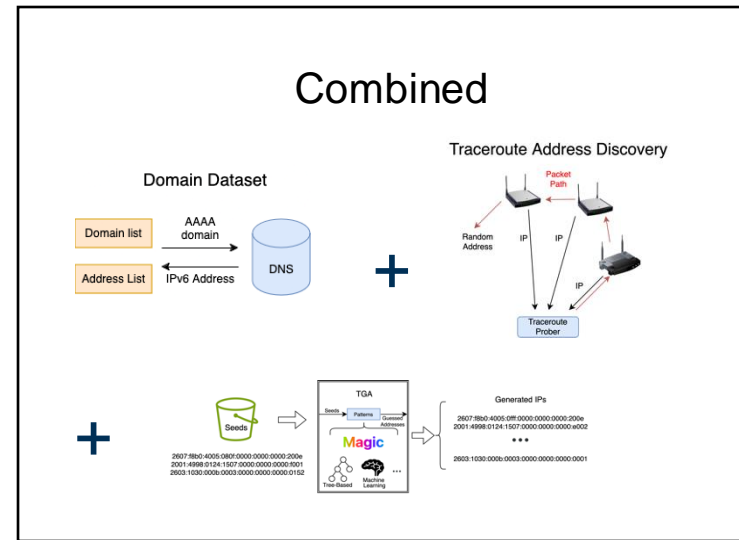 Combined
Domain Dataset
Domain list
AAAA
domain
Address List
IPv6 Address
DNS
+
Traceroute Address Discovery
Packet
Path
Random
Address
IP
IP
IP
Traceroute
Prober
+
Seeds
2607:f8b0:4005:080f:0000:0000:0000:200e
2001:4998:0124:1507:0000:0000:0000:f001
2603:1030:000b:0003:0000:0000:0000:0152
TGA
Seeds
Patterns
Guessed
Addresses
Magic
Tree-Based
Machine
Learning
...
Generated IPs
2607:f8b0:4005:0fff:0000:0000:0000:200e
2001:4998:0124:1507:0000:0000:0000:e002
•••
2603:1030:000b:0003:0000:0000:0000:0001